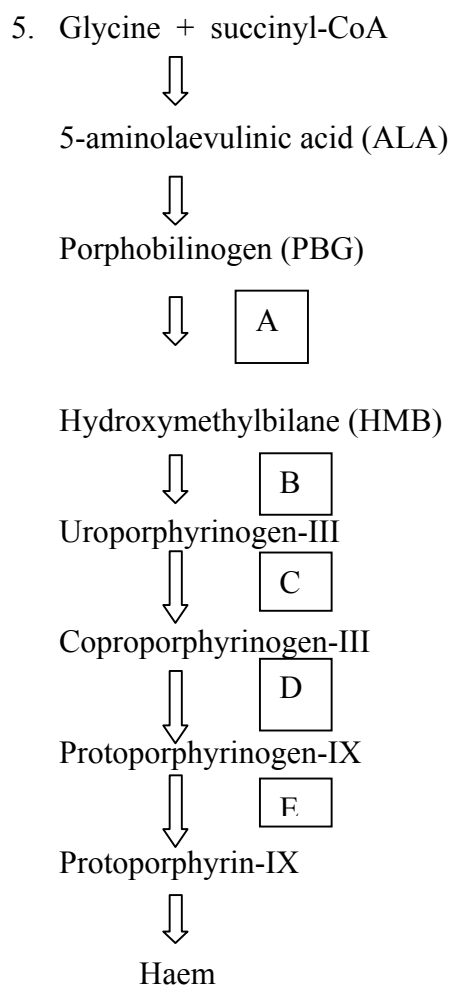 5. Glycine + succinyl-CoA
5-aminolaevulinic acid (ALA)
Porphobilinogen (PBG)
A
Hydroxymethylbilane (HMB)
B
Uroporphyrinogen-III
C
Coproporphyrinogen-III
D
Protoporphyrinogen-IX
E
Protoporphyrin-IX
Haem